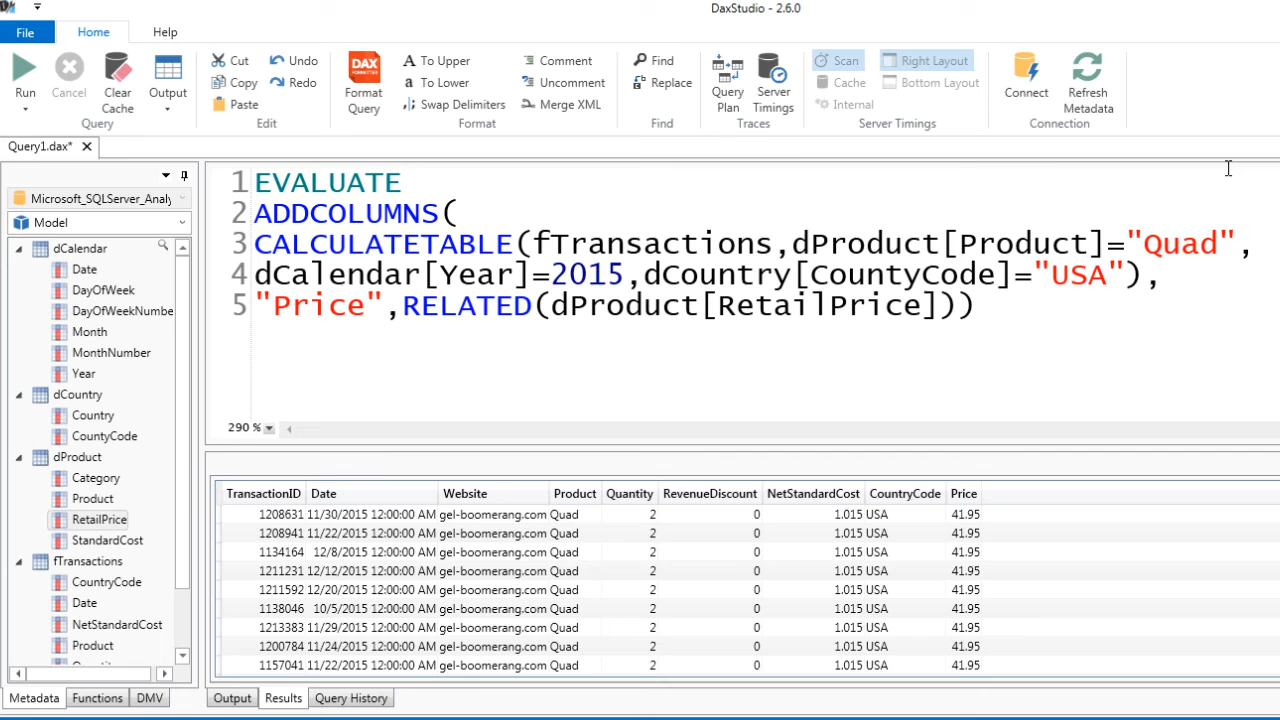 DaxStudio - 2.6.0
File Home Help
Run Cancel Clear Cache Output Query
Cut Copy Paste Undo Redo Edit
DAX FORMATTER Format Query To Upper To Lower Swap Delimiters Comment Uncomment Merge XML Format
Find Replace Find
Query Plan Server Timings Traces
Scan Cache Internal Right Layout Bottom Layout Server Timings
Connect Refresh Metadata Connection
Query1.dax*
Microsoft_SQLServer_Analy
Model
dCalendar
Date
DayOfWeek
DayOfWeekNumbe
Month
MonthNumber
Year
dCountry
Country
CountyCode
dProduct
Category
Product
RetailPrice
StandardCost
fTransactions
CountryCode
Date
NetStandardCost
Product
Metadata Functions DMV
1 EVALUATE
2 ADDCOLUMNS(
3 CALCULATETABLE(fTransactions,dProduct[Product]="Quad",
4 dCalendar[Year]=2015,dCountry[CountyCode]="USA"),
5 "Price",RELATED(dProduct[RetailPrice]))
290 %
TransactionID Date Website Product Quantity RevenueDiscount NetStandardCost CountryCode Price
1208631 11/30/2015 12:00:00 AM gel-boomerang.com Quad 2 0 1.015 USA 41.95
1208941 11/22/2015 12:00:00 AM gel-boomerang.com Quad 2 0 1.015 USA 41.95
1134164 12/8/2015 12:00:00 AM gel-boomerang.com Quad 2 0 1.015 USA 41.95
1211231 12/12/2015 12:00:00 AM gel-boomerang.com Quad 2 0 1.015 USA 41.95
1211592 12/20/2015 12:00:00 AM gel-boomerang.com Quad 2 0 1.015 USA 41.95
1138046 10/5/2015 12:00:00 AM gel-boomerang.com Quad 2 0 1.015 USA 41.95
1213383 11/29/2015 12:00:00 AM gel-boomerang.com Quad 2 0 1.015 USA 41.95
1200784 11/24/2015 12:00:00 AM gel-boomerang.com Quad 2 0 1.015 USA 41.95
1157041 11/22/2015 12:00:00 AM gel-boomerang.com Quad 2 0 1.015 USA 41.95
Output Results Query History